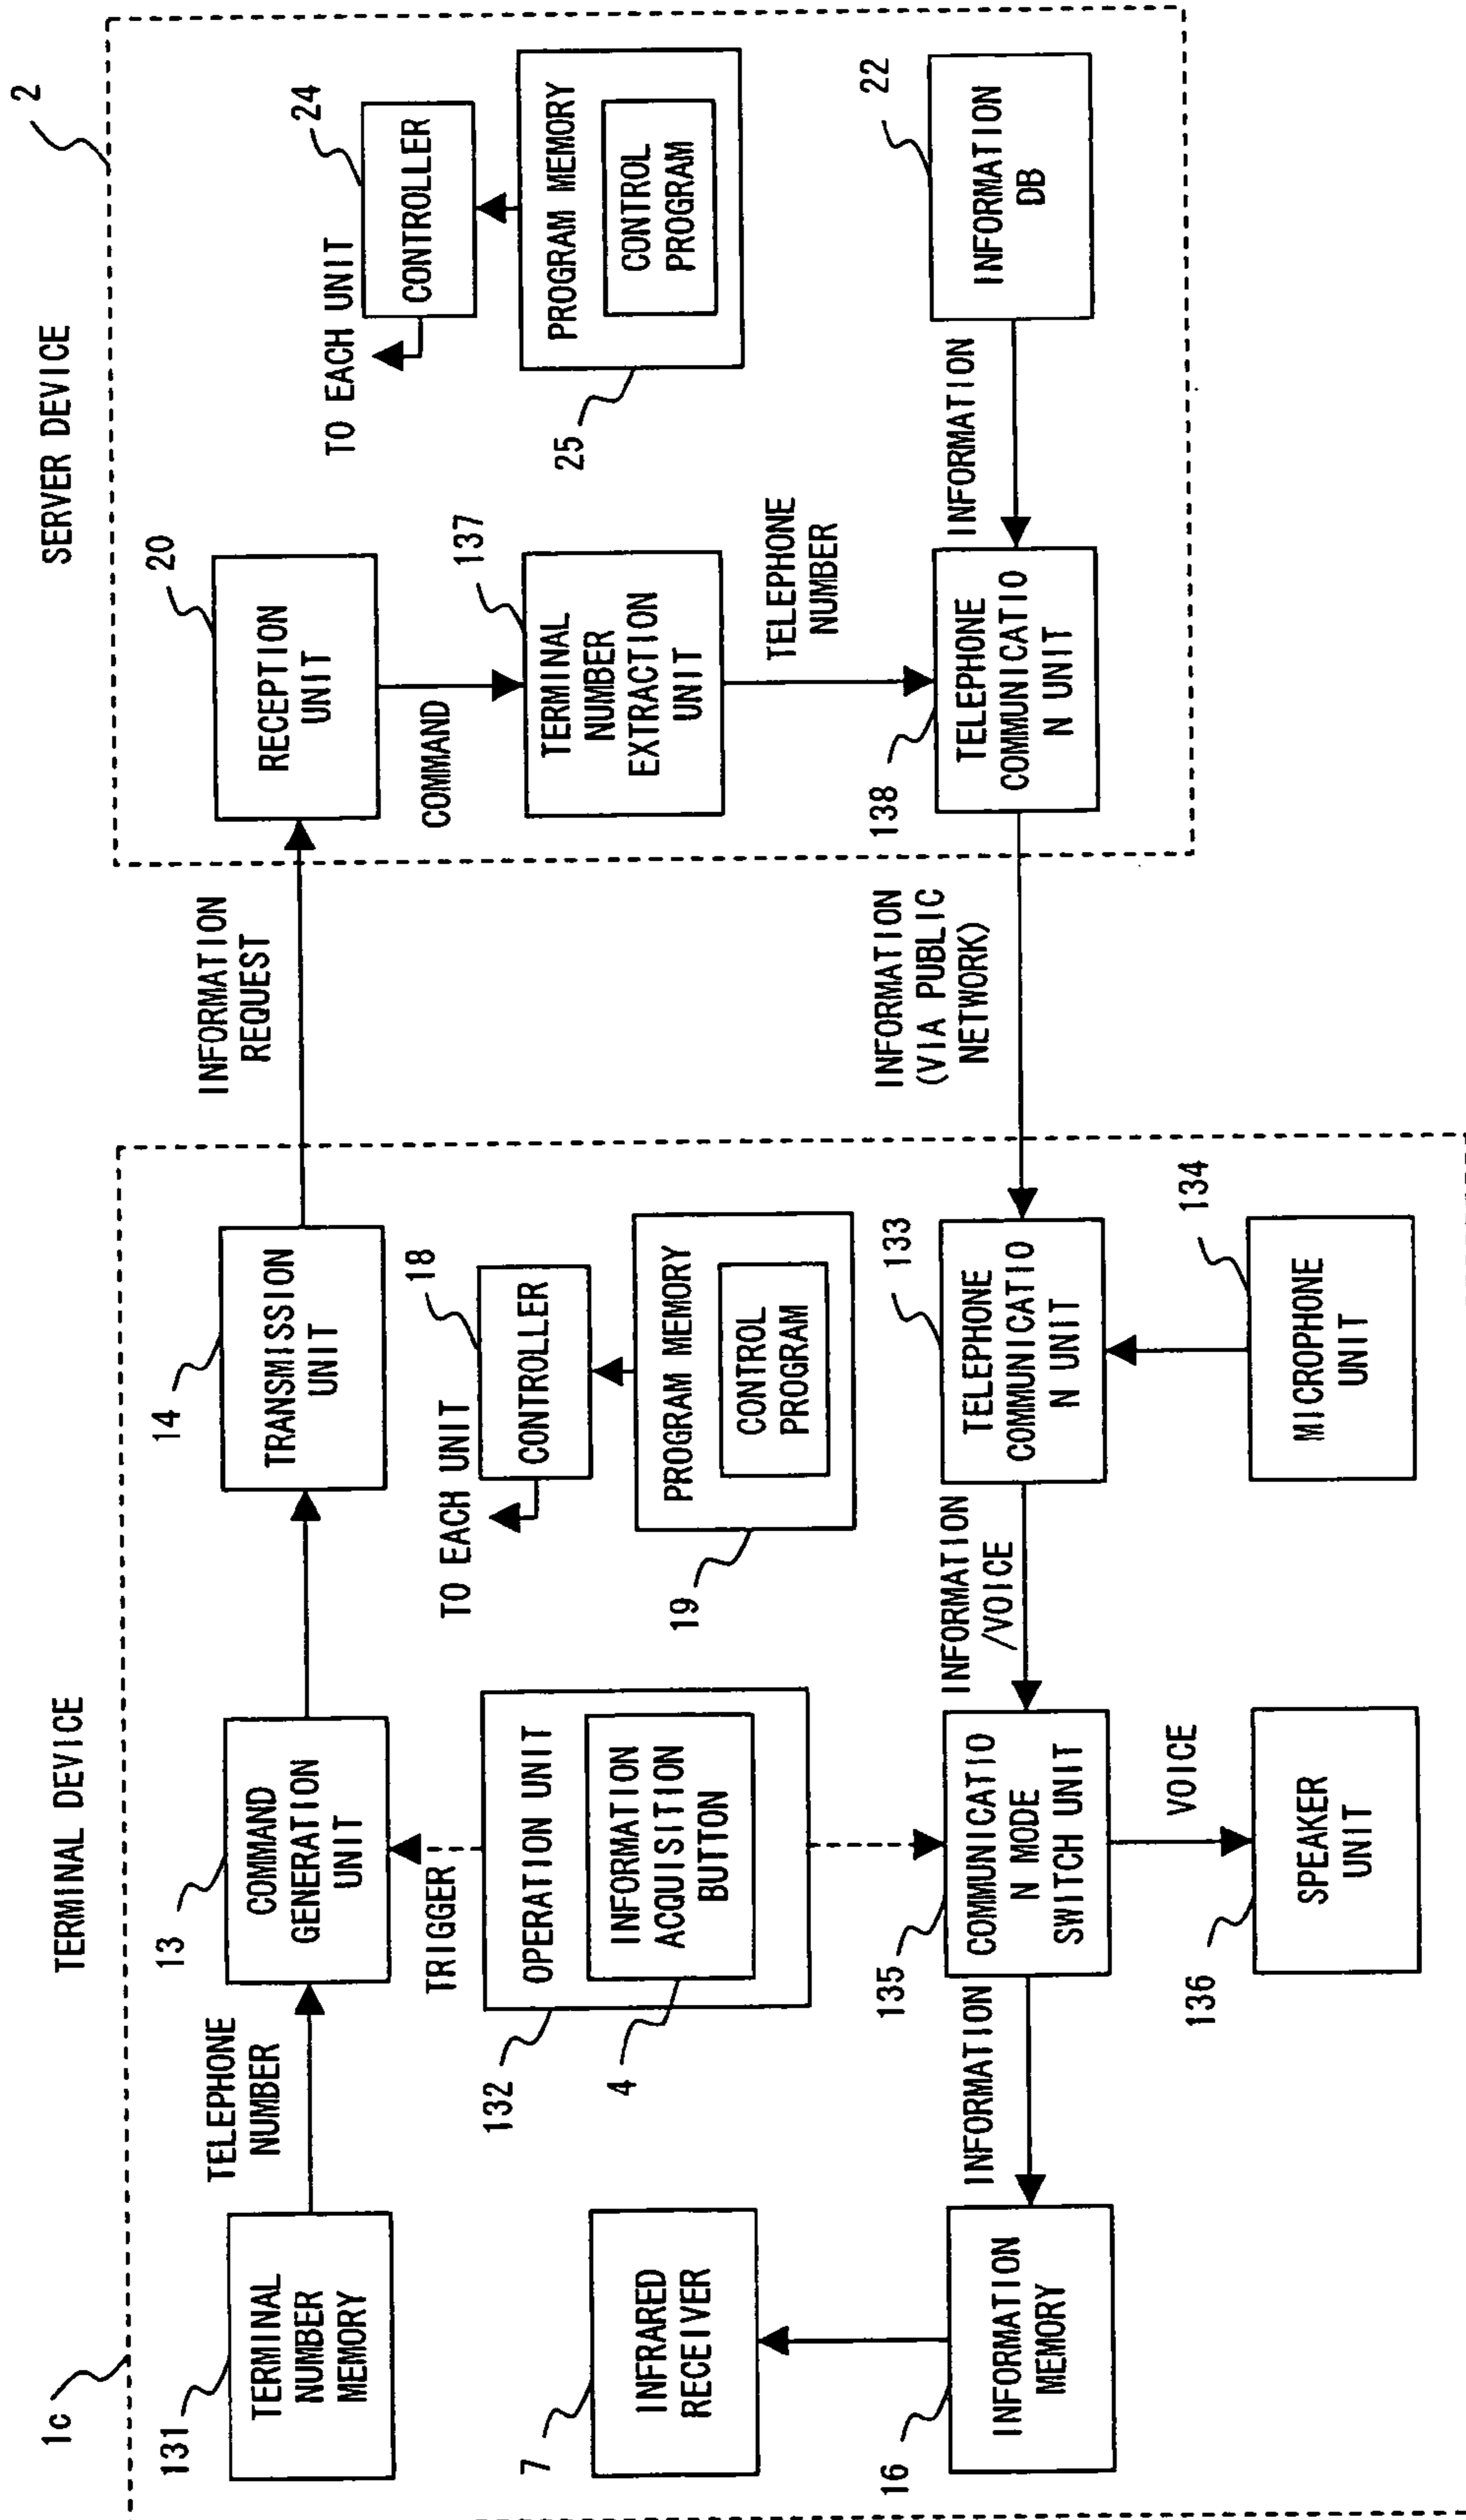 TERMINAL DEVICE
1c
131
TERMINAL
NUMBER
MEMORY
TELEPHONE
NUMBER
13
COMMAND
GENERATION
UNIT
14
TRANSMISSION
UNIT
INFORMATION
REQUEST
TRIGGER
132
OPERATION UNIT
4
INFORMATION
ACQUISITION
BUTTON
TO EACH UNIT
18
CONTROLLER
19
PROGRAM MEMORY
CONTROL
PROGRAM
7
INFRARED
RECEIVER
16
INFORMATION
MEMORY
INFORMATION
135
COMMUNICATIO
N MODE
SWITCH UNIT
INFORMATION
/VOICE
133
TELEPHONE
COMMUNICATIO
N UNIT
INFORMATION
(VIA PUBLIC
NETWORK)
VOICE
136
SPEAKER
UNIT
134
MICROPHONE
UNIT
SERVER DEVICE
2
20
RECEPTION
UNIT
COMMAND
137
TERMINAL
NUMBER
EXTRACTION
UNIT
TELEPHONE
NUMBER
138
TELEPHONE
COMMUNICATIO
N UNIT
TO EACH UNIT
24
CONTROLLER
25
PROGRAM MEMORY
CONTROL
PROGRAM
INFORMATION
22
INFORMATION
DB